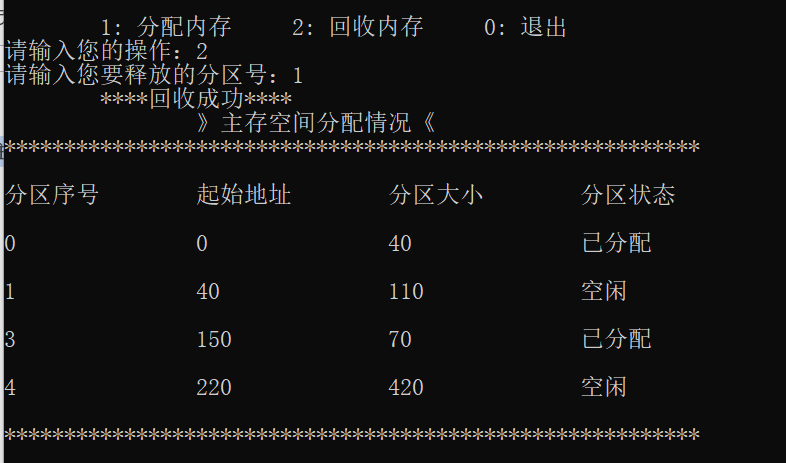 1: 分配内存 2: 回收内存 0: 退出
请输入您的操作：2
请输入您要释放的分区号：1
****回收成功****
》主存空间分配情况《
**********************************************************
分区序号 起始地址 分区大小 分区状态
0 0 40 已分配
1 40 110 空闲
3 150 70 已分配
4 220 420 空闲
**********************************************************